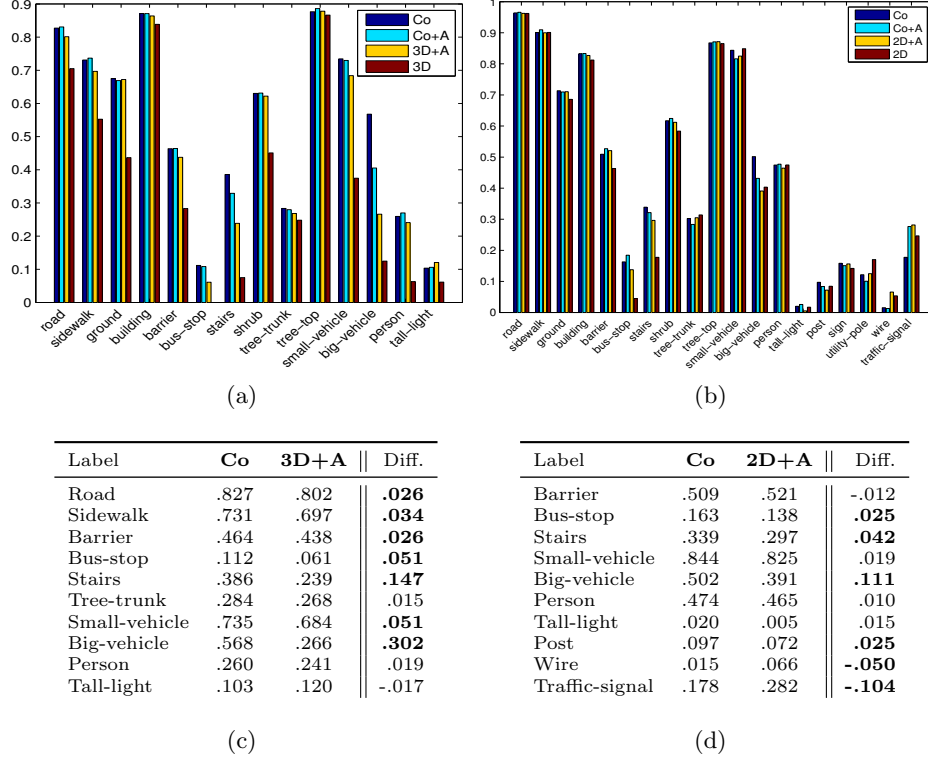 0.9
0.8
0.7
0.6
0.5
0.4
0.3
0.2
0.1
0
Co
Co+A
3D+A
3D
road
sidewalk
ground
building
barrier
bus−stop
stairs
shrub
tree−trunk
tree−top
small−vehicle
big−vehicle
person
tall−light
(a)
1
0.9
0.8
0.7
0.6
0.5
0.4
0.3
0.2
0.1
0
Co
Co+A
2D+A
2D
road
sidewalk
ground
building
barrier
bus−stop
stairs
shrub
tree−trunk
tree−top
small−vehicle
big−vehicle
person
tall−light
post
sign
utility−pole
wire
traffic−signal
(b)
Label Co 3D+A || Diff.
Road .827 .802 .026
Sidewalk .731 .697 .034
Barrier .464 .438 .026
Bus-stop .112 .061 .051
Stairs .386 .239 .147
Tree-trunk .284 .268 .015
Small-vehicle .735 .684 .051
Big-vehicle .568 .266 .302
Person .260 .241 .019
Tall-light .103 .120 -.017
(c)
Label Co 2D+A || Diff.
Barrier .509 .521 -.012
Bus-stop .163 .138 .025
Stairs .339 .297 .042
Small-vehicle .844 .825 .019
Big-vehicle .502 .391 .111
Person .474 .465 .010
Tall-light .020 .005 .015
Post .097 .072 .025
Wire .015 .066 -.050
Traffic-signal .178 .282 -.104
(d)